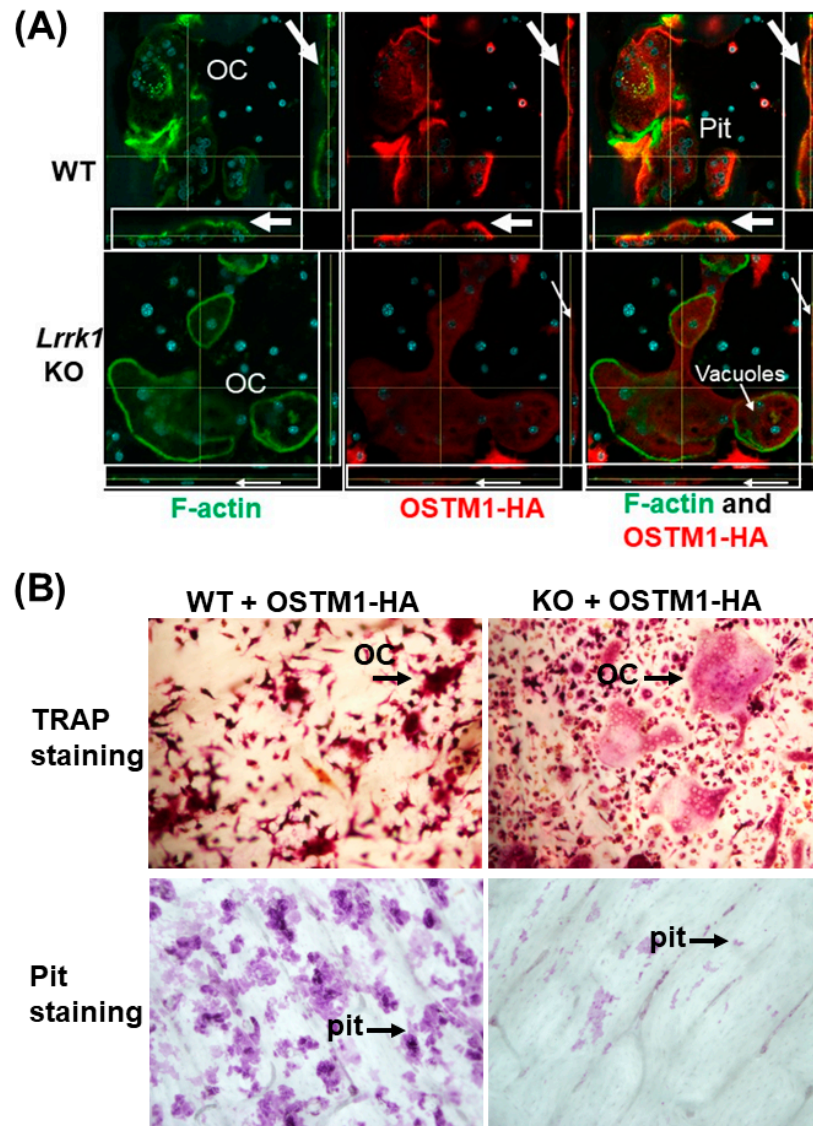 (A)
OC
Pit
WT
Lrrk1
KO
OC
Vacuoles
F-actin
OSTM1-HA
F-actin and
OSTM1-HA
(B)
WT + OSTM1-HA
KO + OSTM1-HA
TRAP
staining
OC
OC
Pit
staining
pit
pit